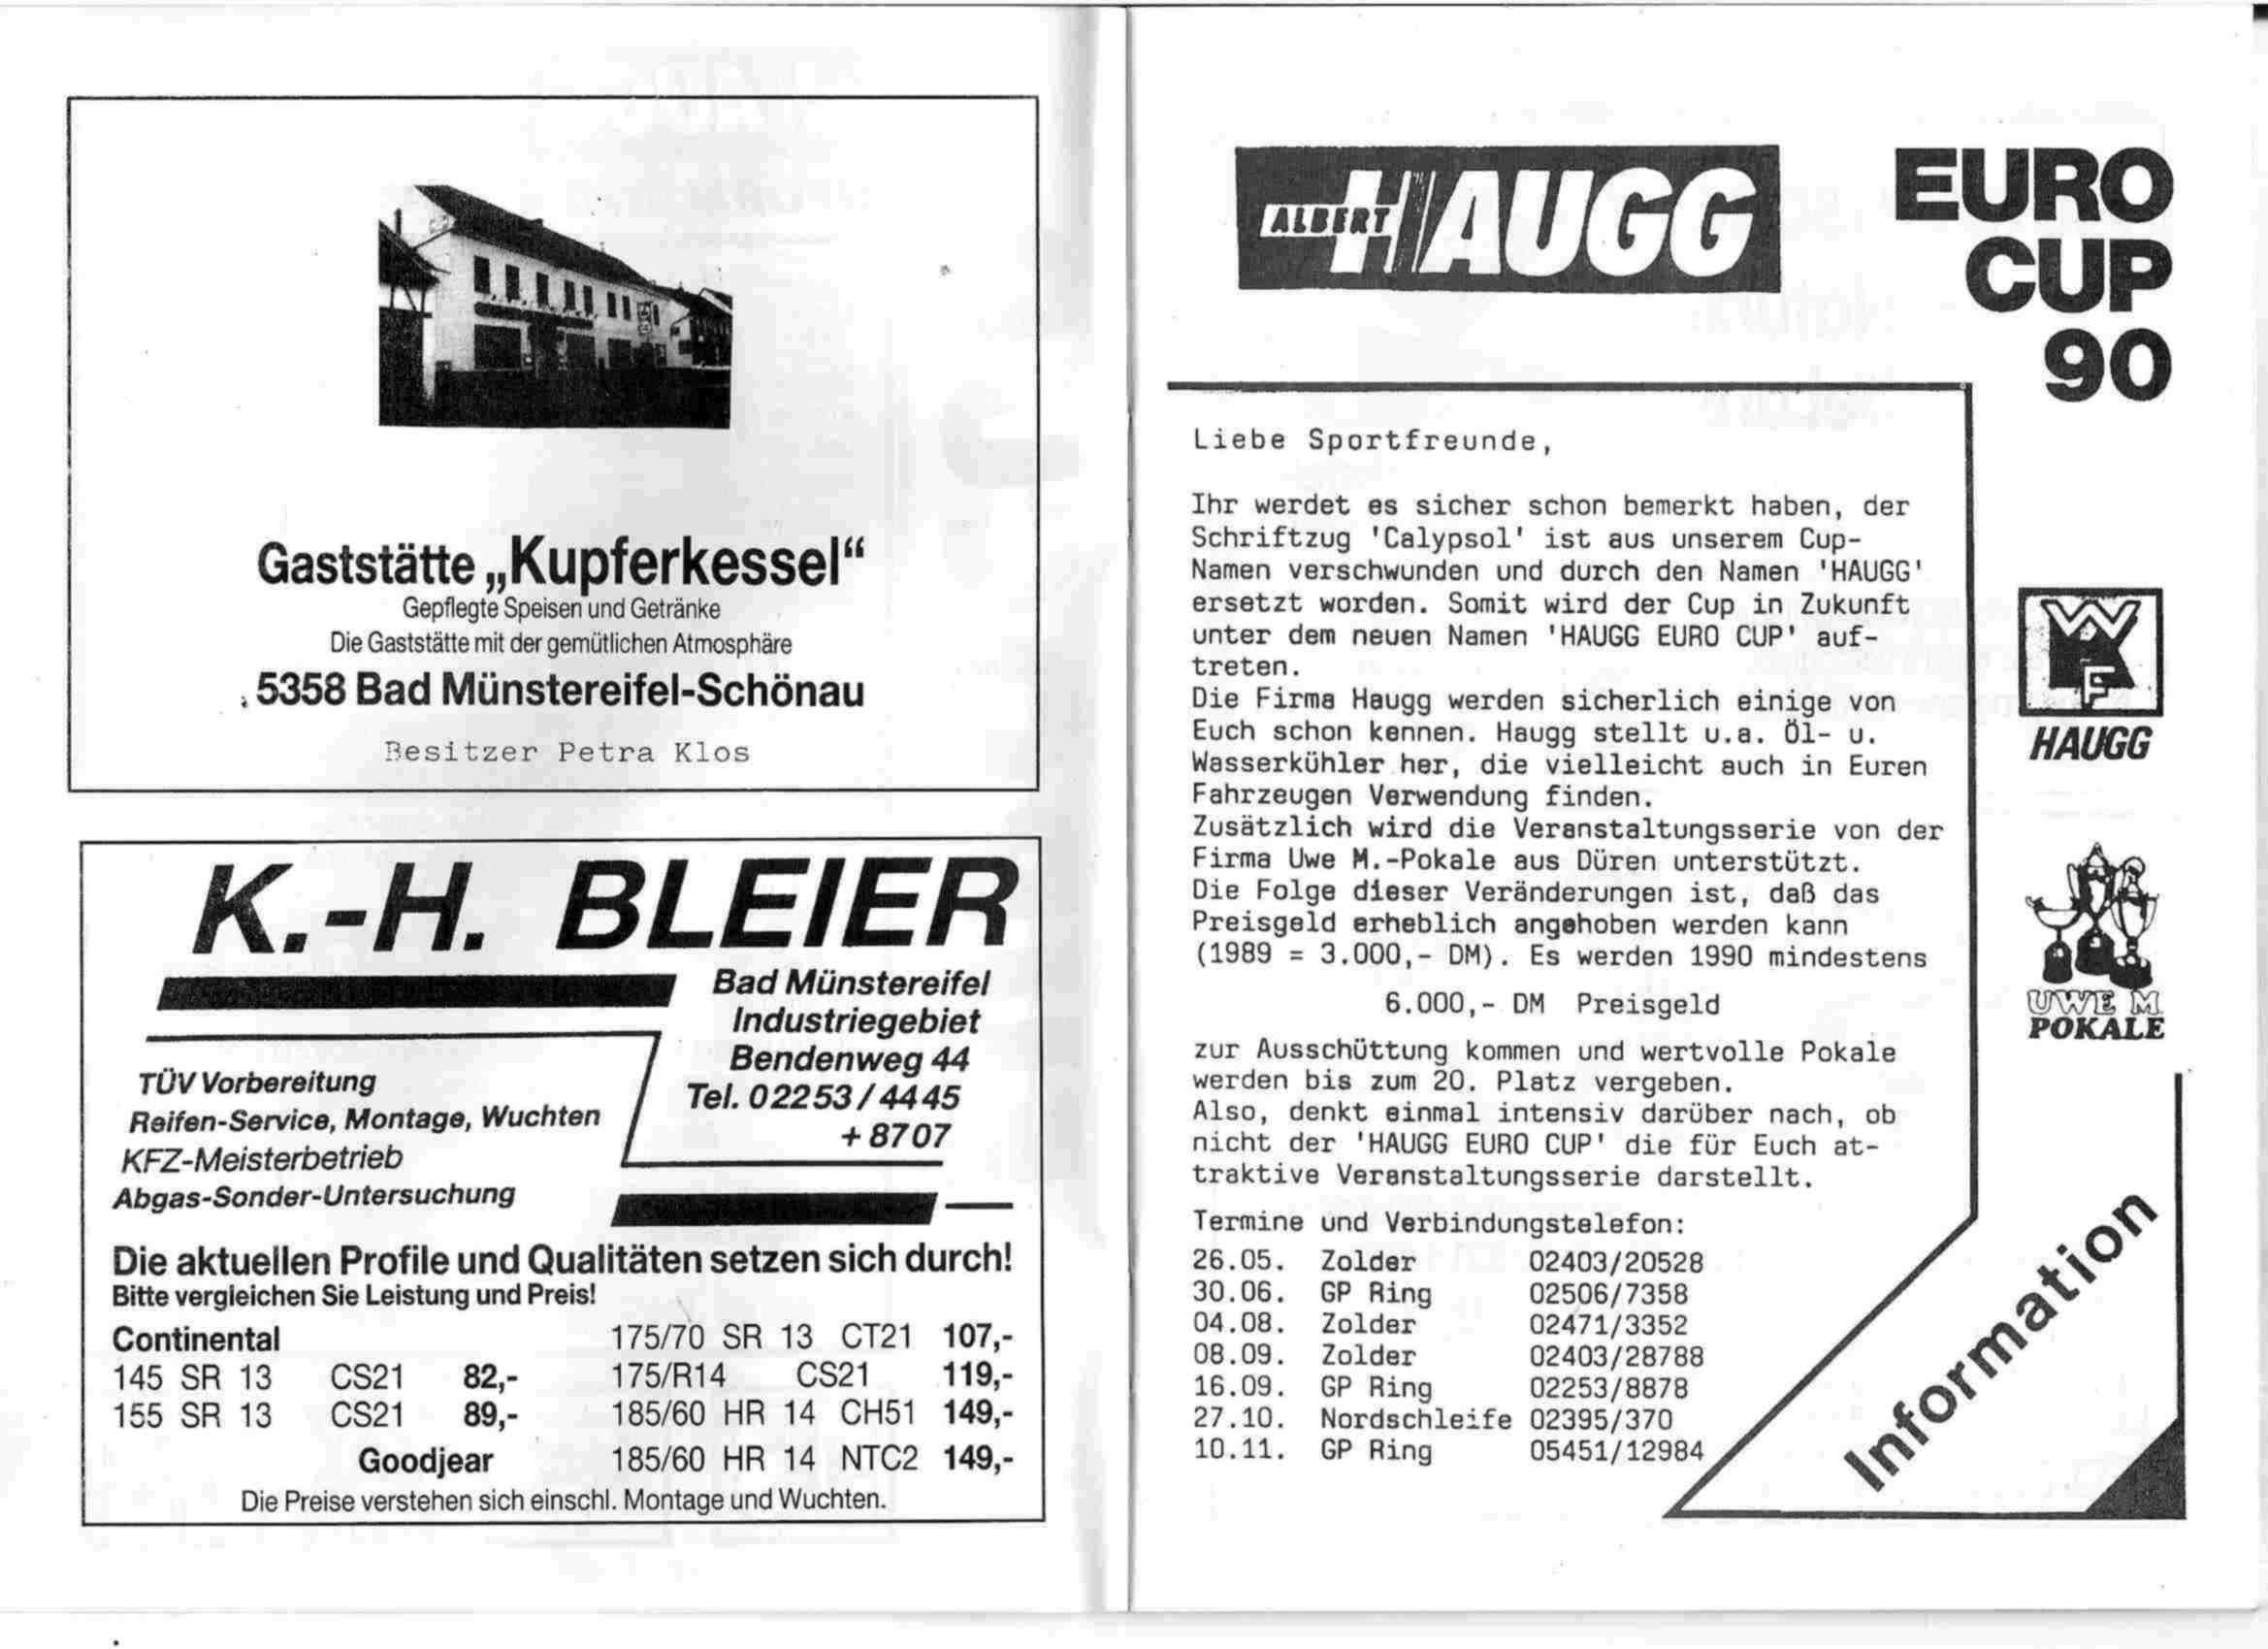 Gaststätte „Kupferkessel“
Gepflegte Speisen und Getränke
Die Gaststätte mit der gemütlichen Atmosphäre
5358 Bad Münstereifel-Schönau
Besitzer Petra Klos
K.-H. BLEIER
Bad Münstereifel
Industriegebiet
Bendenweg 44
Tel. 02253/4445
+8707
TÜV Vorbereitung
Reifen-Service, Montage, Wuchten
KFZ-Meisterbetrieb
Abgas-Sonder-Untersuchung
Die aktuellen Profile und Qualitäten setzen sich durch!
Bitte vergleichen Sie Leistung und Preis!
Continental
145 SR 13 CS21 82,-
155 SR 13 CS21 89,-
175/70 SR 13 CT21 107,-
175/R14 CS21 119,-
185/60 HR 14 CH51 149,-
Goodjear 185/60 HR 14 NTC2 149,-
Die Preise verstehen sich einschl. Montage und Wuchten.
ALBERT HAUGG
EURO
CUP
90
Liebe Sportfreunde,
Ihr werdet es sicher schon bemerkt haben, der
Schriftzug 'Calypsol' ist aus unserem Cup-
Namen verschwunden und durch den Namen 'HAUGG'
ersetzt worden. Somit wird der Cup in Zukunft
unter dem neuen Namen 'HAUGG EURO CUP' auf-
treten.
Die Firma Haugg werden sicherlich einige von
Euch schon kennen. Haugg stellt u.a. Öl- u.
Wasserkühler her, die vielleicht auch in Euren
Fahrzeugen Verwendung finden.
Zusätzlich wird die Veranstaltungsserie von der
Firma Uwe M.-Pokale aus Düren unterstützt.
Die Folge dieser Veränderungen ist, daß das
Preisgeld erheblich angehoben werden kann
(1989 = 3.000,- DM). Es werden 1990 mindestens
6.000,- DM Preisgeld
zur Ausschüttung kommen und wertvolle Pokale
werden bis zum 20. Platz vergeben.
Also, denkt einmal intensiv darüber nach, ob
nicht der 'HAUGG EURO CUP' die für Euch at-
traktive Veranstaltungsserie darstellt.
Termine und Verbindungstelefon:
26.05. Zolder 02403/20528
30.06. GP Ring 02506/7358
04.08. Zolder 02471/3352
08.09. Zolder 02403/28788
16.09. GP Ring 02253/8878
27.10. Nordschleife 02395/370
10.11. GP Ring 05451/12984
HAUGG
UWE M.
POKALE
Information